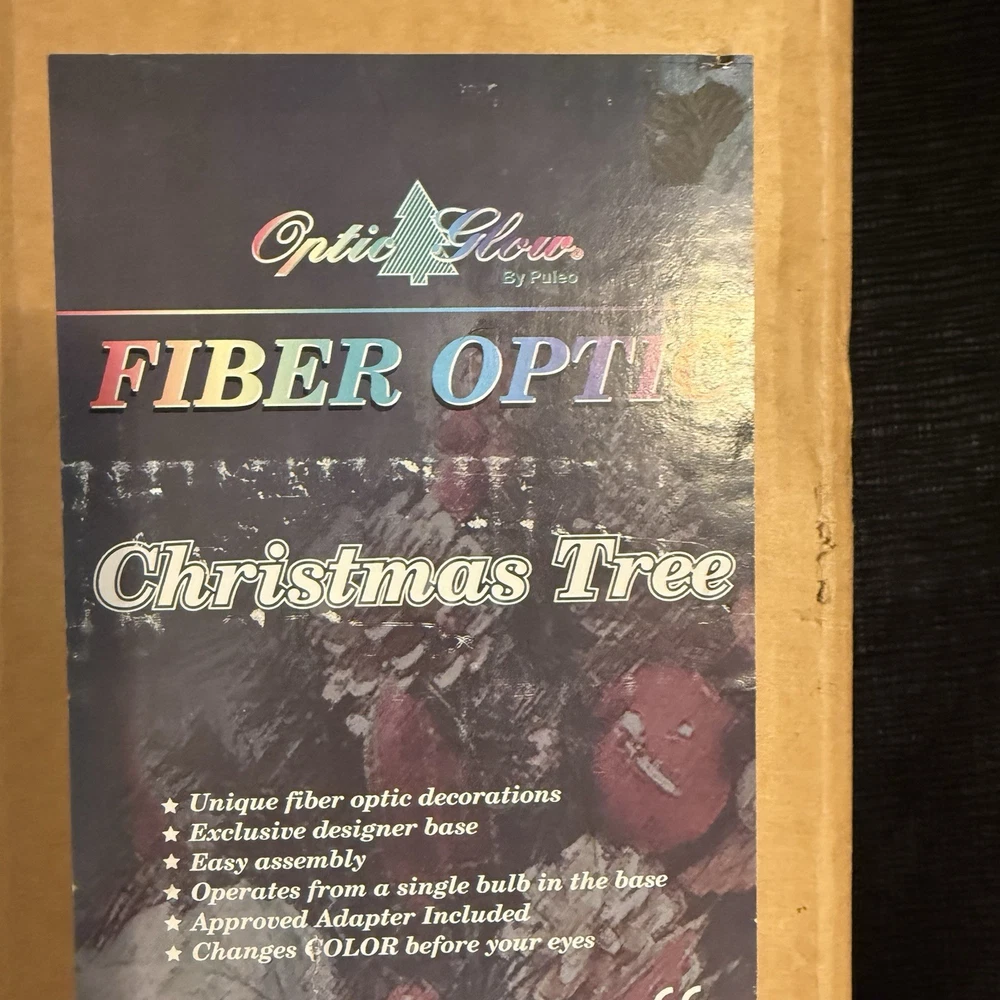 Optic Glow®
By Puleo
FIBER OPTIC
Christmas Tree
★ Unique fiber optic decorations
★ Exclusive designer base
★ Easy assembly
★ Operates from a single bulb in the base
★ Approved Adapter Included
★ Changes COLOR before your eyes